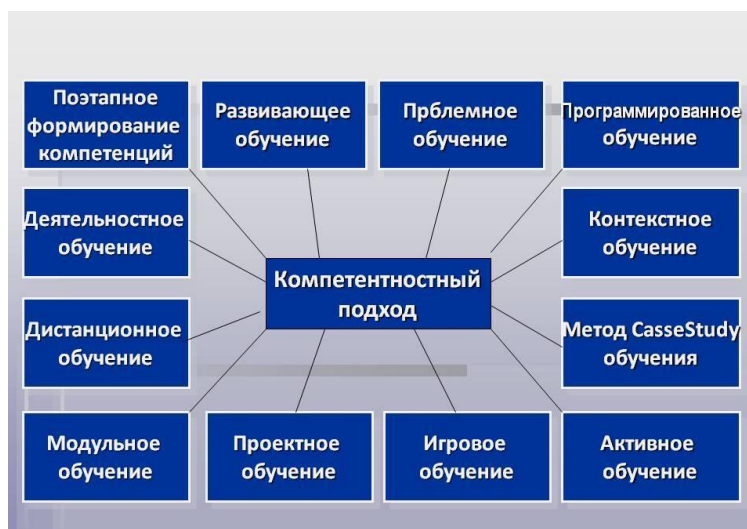 Поэтапное
формирование
компетенций
Развивающее
обучение
Прблемное
обучение
Программированное
обучение
Деятельностное
обучение
Контекстное
обучение
Компетентностный
подход
Дистанционное
обучение
Метод CasseStudy
обучения
Модульное
обучение
Проектное
обучение
Игровое
обучение
Активное
обучение